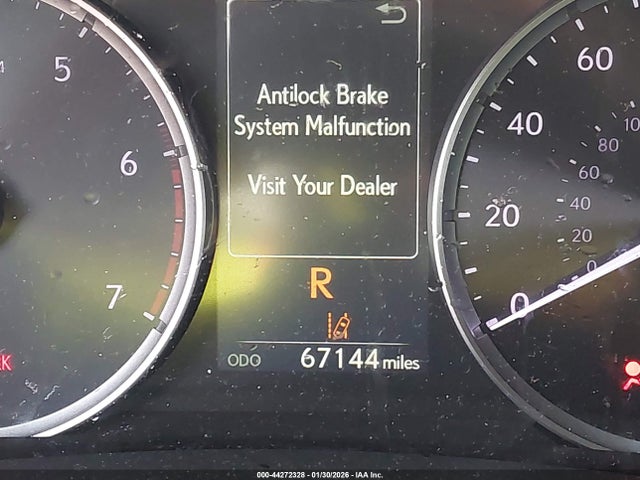 Antilock Brake
System Malfunction
Visit Your Dealer
R
ODO 67144 miles
5
6
7
60
40
20
0
80
60
40
20
0
000-44272328 - 01/30/2026 - IAA Inc.